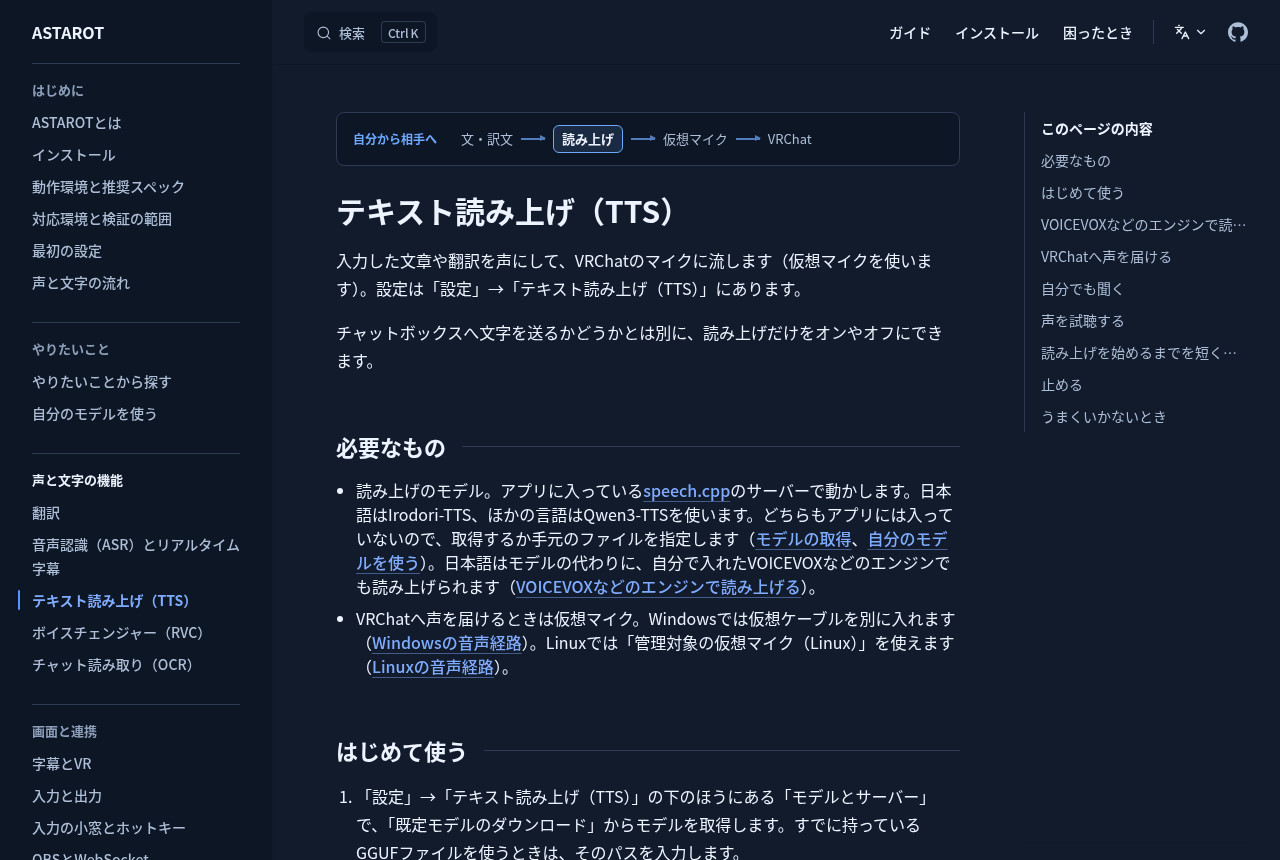 ASTAROT
検索 Ctrl K
ガイド インストール 困ったとき
はじめに
ASTAROTとは
インストール
動作環境と推奨スペック
対応環境と検証の範囲
最初の設定
声と文字の流れ
やりたいこと
やりたいことから探す
自分のモデルを使う
声と文字の機能
翻訳
音声認識（ASR）とリアルタイム
字幕
テキスト読み上げ（TTS）
ボイスチェンジャー（RVC）
チャット読み取り（OCR）
画面と連携
字幕とVR
入力と出力
入力の小窓とホットキー
OBSとWebSocket
自分から相手へ 文・訳文 読み上げ 仮想マイク VRChat
テキスト読み上げ（TTS）
入力した文章や翻訳を声にして、VRChatのマイクに流します（仮想マイクを使いま
す）。設定は「設定」→「テキスト読み上げ（TTS）」にあります。
チャットボックスへ文字を送るかどうかとは別に、読み上げだけをオンやオフにでき
ます。
必要なもの
• 読み上げのモデル。アプリに入っているspeech.cppのサーバーで動かします。日本
語はIrodori-TTS、ほかの言語はQwen3-TTSを使います。どちらもアプリには入って
いないので、取得するか手元のファイルを指定します（モデルの取得、自分のモデ
ルを使う）。日本語はモデルの代わりに、自分で入れたVOICEVOXなどのエンジンで
も読み上げられます（VOICEVOXなどのエンジンで読み上げる）。
• VRChatへ声を届けるときは仮想マイク。Windowsでは仮想ケーブルを別に入れます
（Windowsの音声経路）。Linuxでは「管理対象の仮想マイク（Linux）」を使えます
（Linuxの音声経路）。
はじめて使う
1. 「設定」→「テキスト読み上げ（TTS）」の下のほうにある「モデルとサーバー」
で、「既定モデルのダウンロード」からモデルを取得します。すでに持っている
GGUFファイルを使うときは、そのパスを入力します。
このページの内容
必要なもの
はじめて使う
VOICEVOXなどのエンジンで読…
VRChatへ声を届ける
自分でも聞く
声を試聴する
読み上げを始めるまでを短く…
止める
うまくいかないとき